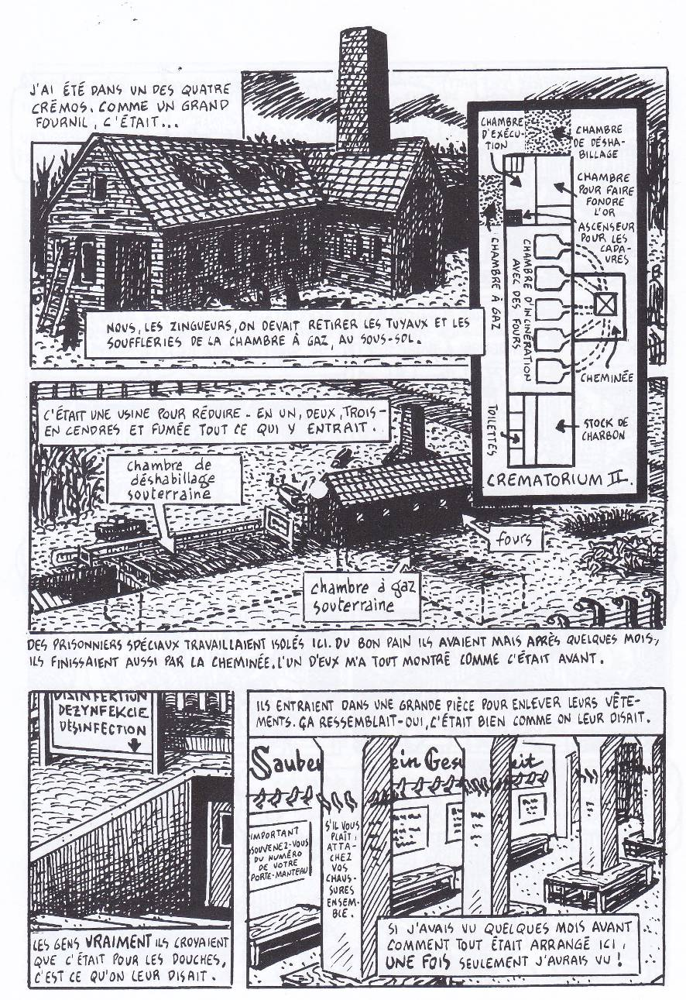 J'AI ÉTÉ DANS UN DES QUATRE
CRÉMOS. COMME UN GRAND
FOURNIL, C'ÉTAIT...
CHAMBRE
D'EXÉCU-
TION
CHAMBRE
DE DÉSHA-
BILLAGE
CHAMBRE
POUR FAIRE
FONDRE
L'OR
ASCENSEUR
POUR LES
CADA-
VRES
CHAMBRE À GAZ
CHAMBRE D'INCINÉRATION
AVEC DES FOURS
CHEMINÉE
TOILETTES
STOCK DE
CHARBON
CREMATORIUM II.
NOUS, LES ZINGUEURS, ON DEVAIT RETIRER LES TUYAUX ET LES
SOUFFLERIES DE LA CHAMBRE À GAZ, AU SOUS-SOL.
C'ÉTAIT UNE USINE POUR RÉDUIRE - EN UN, DEUX, TROIS -
EN CENDRES ET FUMÉE TOUT CE QUI Y ENTRAIT.
chambre de
déshabillage
souterraine
fours
chambre à gaz
souterraine
DES PRISONNIERS SPÉCIAUX TRAVAILLAIENT ISOLÉS ICI. DU BON PAIN ILS AVAIENT MAIS APRÈS QUELQUES MOIS,
ILS FINISSAIENT AUSSI PAR LA CHEMINÉE. L'UN D'EUX M'A TOUT MONTRÉ COMME C'ÉTAIT AVANT.
DISINFEKTION
DEZYNFEKCIE
DÉSINFECTION
LES GENS VRAIMENT ILS CROYAIENT
QUE C'ÉTAIT POUR LES DOUCHES,
C'EST CE QU'ON LEUR DISAIT.
ILS ENTRAIENT DANS UNE GRANDE PIÈCE POUR ENLEVER LEURS VÊTE-
MENTS. ÇA RESSEMBLAIT-OUI, C'ÉTAIT BIEN COMME ON LEUR DISAIT.
Saube ein Ges eit
IMPORTANT
SOUVENEZ-VOUS
DU NUMÉRO
DE VOTRE
PORTE-MANTEAU
S'IL VOUS
PLAÎT,
ATTA-
CHEZ
VOS
CHAUS-
SURES
ENSEM-
BLE.
SI J'AVAIS VU QUELQUES MOIS AVANT
COMMENT TOUT ÉTAIT ARRANGÉ ICI,
UNE FOIS SEULEMENT J'AURAIS VU !